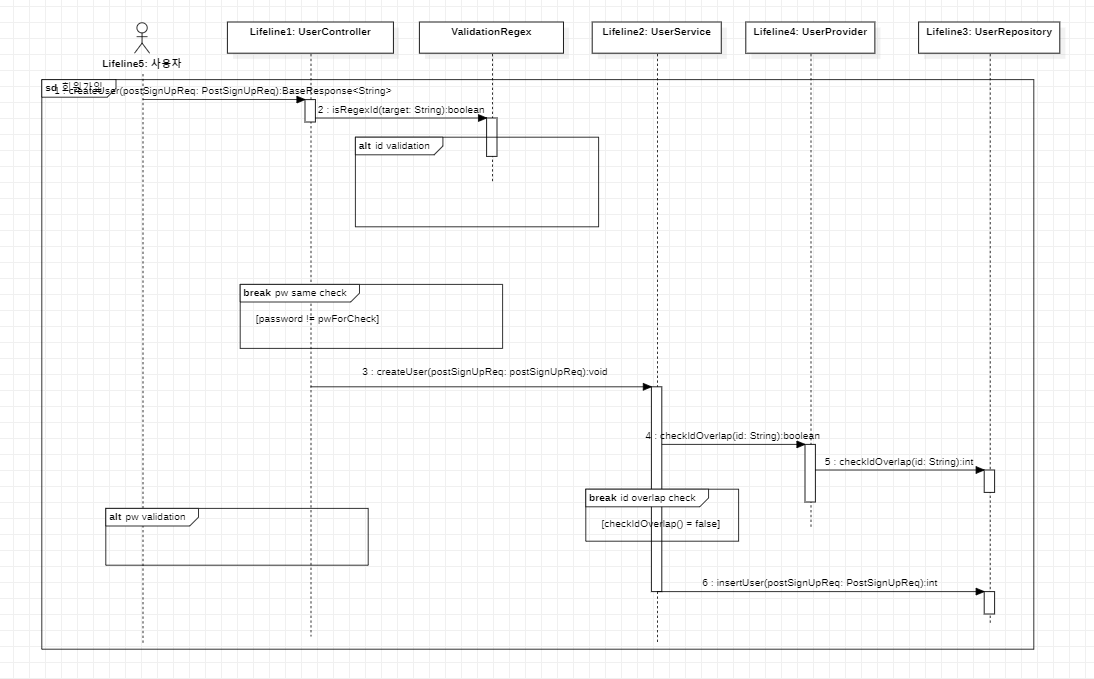 Lifeline1: UserController
ValidationRegex
Lifeline2: UserService
Lifeline4: UserProvider
Lifeline3: UserRepository
Lifeline5: 사용자
sd 회원가입
1 : createUser(postSignUpReq: PostSignUpReq):BaseResponse<String>
2 : isRegexId(target: String):boolean
alt id validation
break pw same check
[password != pwForCheck]
3 : createUser(postSignUpReq: postSignUpReq):void
4 : checkIdOverlap(id: String):boolean
5 : checkIdOverlap(id: String):int
break id overlap check
alt pw validation
[checkIdOverlap() = false]
6 : insertUser(postSignUpReq: PostSignUpReq):int